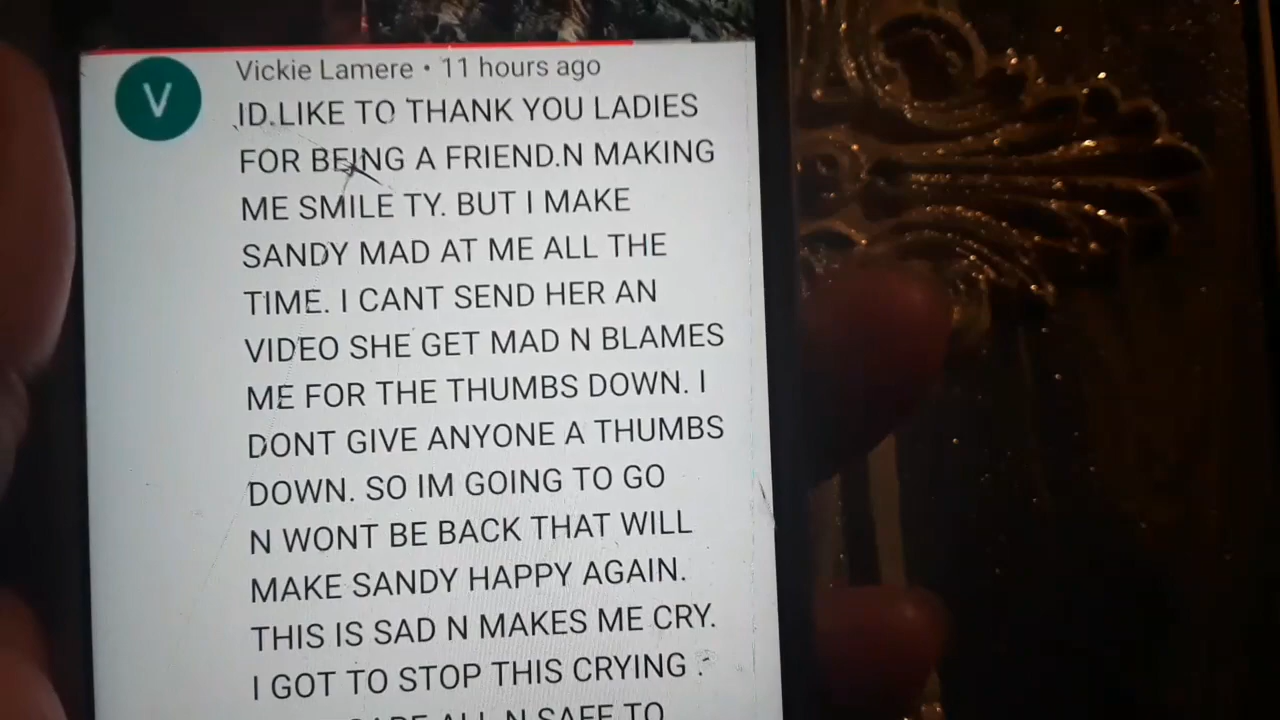 V
Vickie Lamere • 11 hours ago
ID.LIKE TO THANK YOU LADIES
FOR BEING A FRIEND.N MAKING
ME SMILE TY. BUT I MAKE
SANDY MAD AT ME ALL THE
TIME. I CANT SEND HER AN
VIDEO SHE GET MAD N BLAMES
ME FOR THE THUMBS DOWN. I
DONT GIVE ANYONE A THUMBS
DOWN. SO IM GOING TO GO
N WONT BE BACK THAT WILL
MAKE SANDY HAPPY AGAIN.
THIS IS SAD N MAKES ME CRY.
I GOT TO STOP THIS CRYING .
ALL N SAFE TO